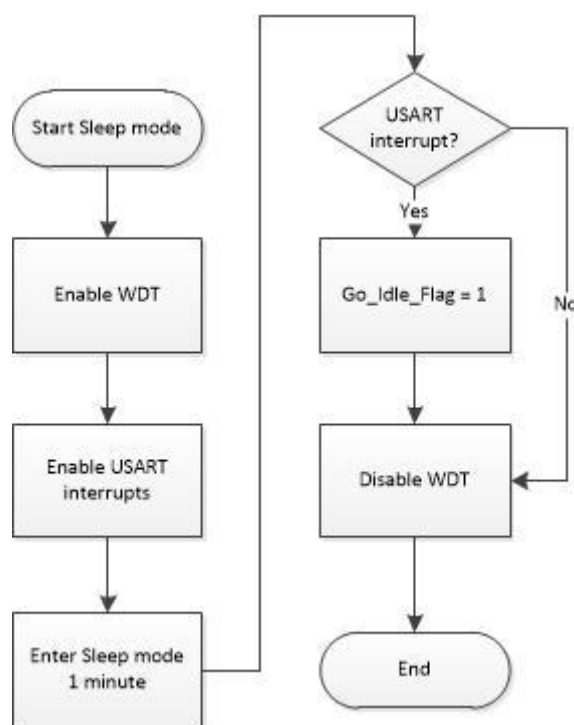 Start Sleep mode
Enable WDT
Enable USART
interrupts
Enter Sleep mode
1 minute
USART
interrupt?
Yes
Go_Idle_Flag = 1
No
Disable WDT
End